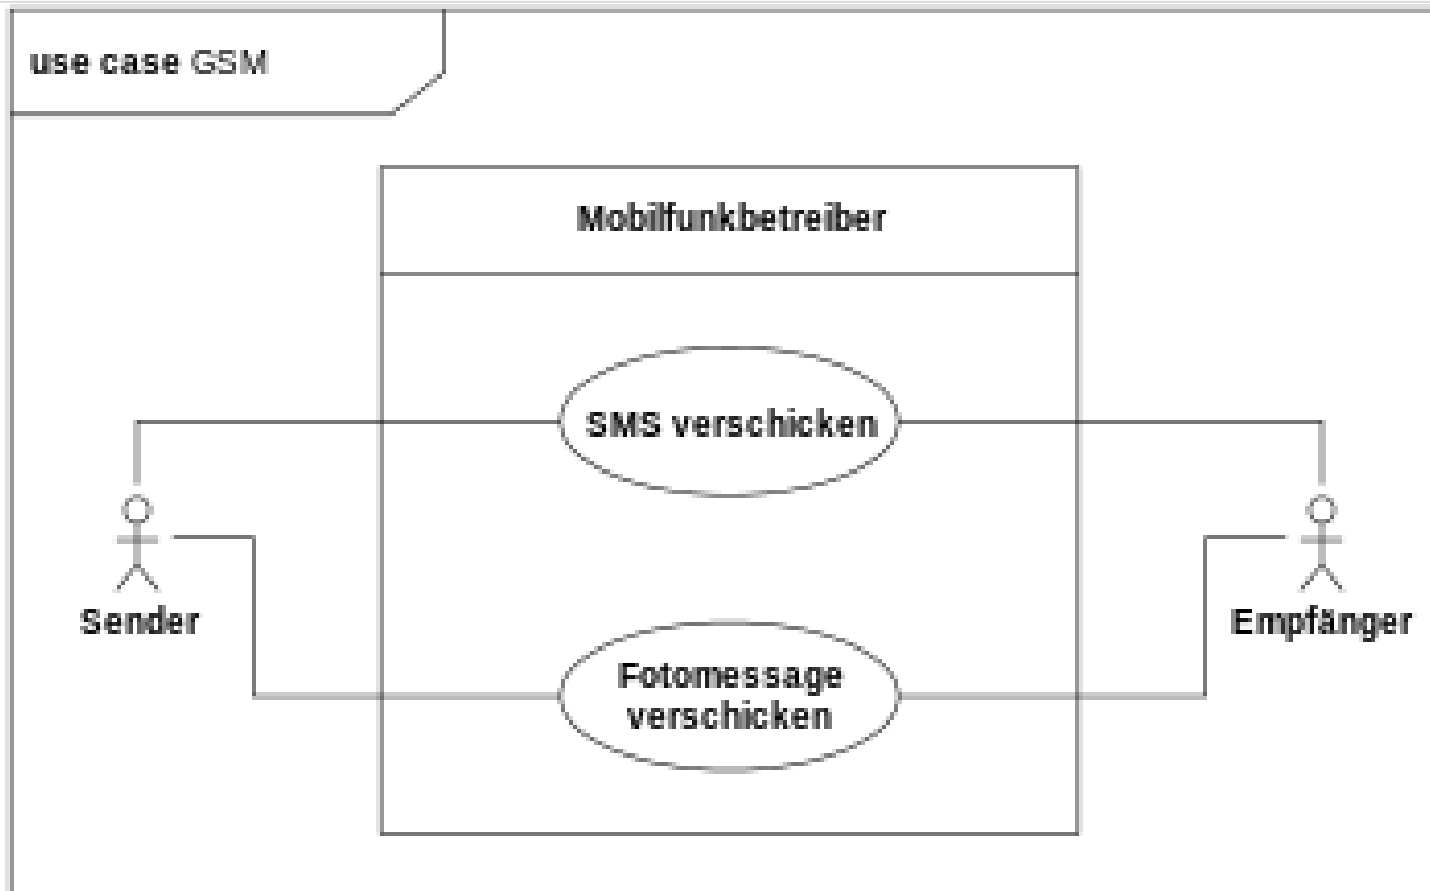 use case GSM
Mobilfunkbetreiber
SMS verschicken
Sender
Empfänger
Fotomessage
verschicken